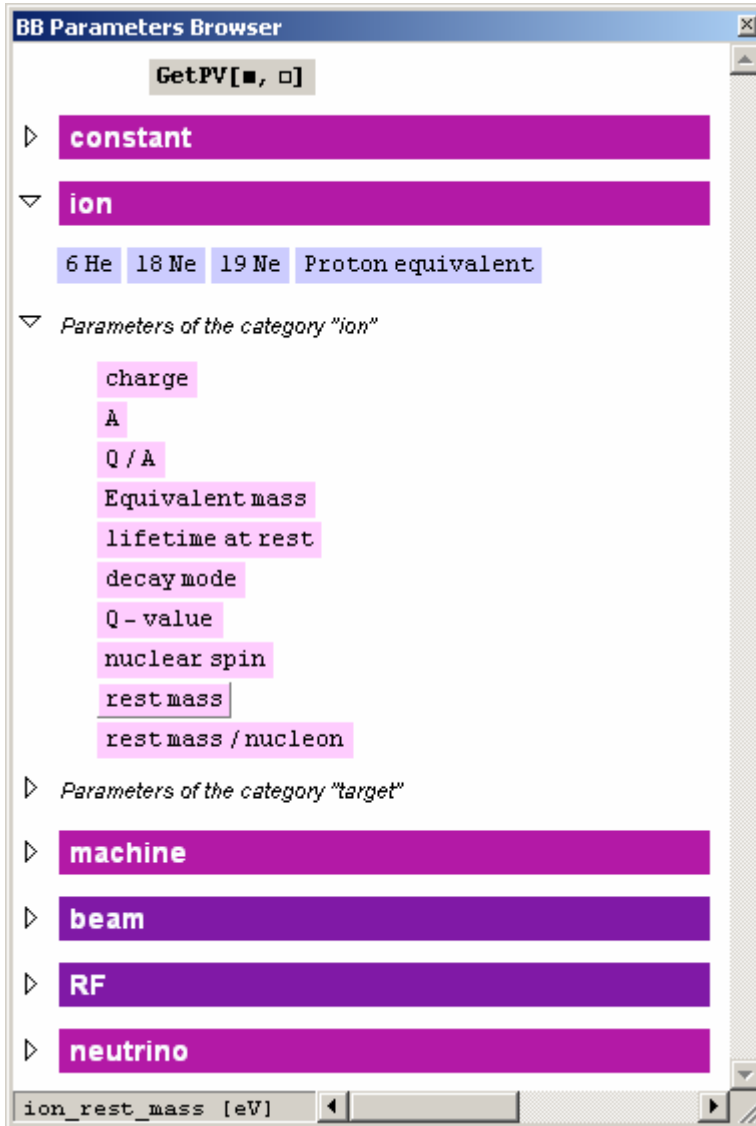 BB Parameters Browser
GetPV[■, □]
constant
ion
6 He 18 Ne 19 Ne Proton equivalent
Parameters of the category "ion"
charge
A
Q / A
Equivalent mass
lifetime at rest
decay mode
Q - value
nuclear spin
rest mass
rest mass / nucleon
Parameters of the category "target"
machine
beam
RF
neutrino
ion_rest_mass [eV]